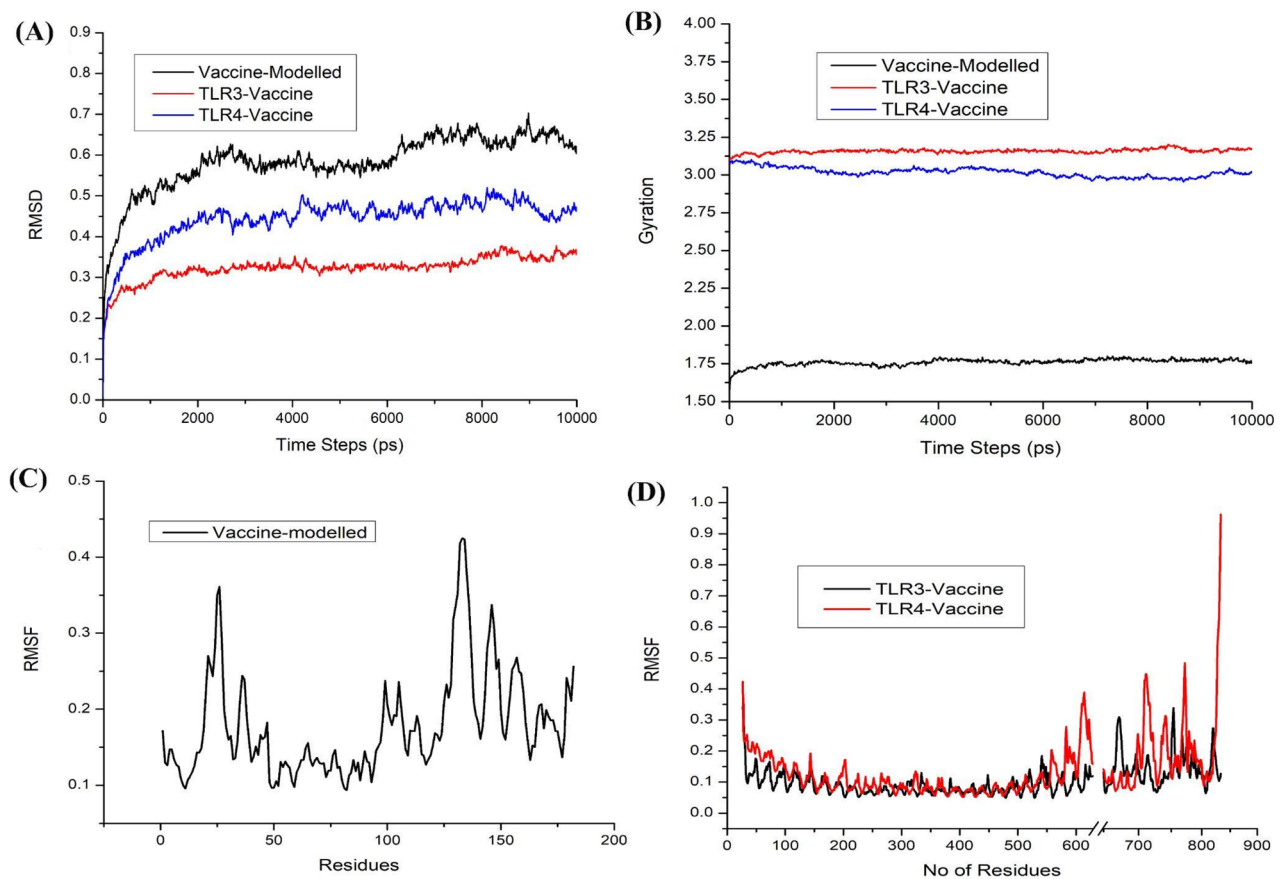 (A)
0.9
0.8
0.7
0.6
0.5
0.4
0.3
0.2
0.1
0.0
RMSD
Vaccine-Modelled
TLR3-Vaccine
TLR4-Vaccine
0 2000 4000 6000 8000 10000
Time Steps (ps)
(B)
4.00
3.75
3.50
3.25
3.00
2.75
2.50
2.25
2.00
1.75
1.50
Gyration
Vaccine-Modelled
TLR3-Vaccine
TLR4-Vaccine
0 2000 4000 6000 8000 10000
Time Steps (ps)
(C)
0.5
0.4
0.3
0.2
0.1
RMSF
Vaccine-modelled
0 50 100 150 200
Residues
(D)
1.0
0.9
0.8
0.7
0.6
0.5
0.4
0.3
0.2
0.1
0.0
RMSF
TLR3-Vaccine
TLR4-Vaccine
0 100 200 300 400 500 600 700 800 900
No of Residues